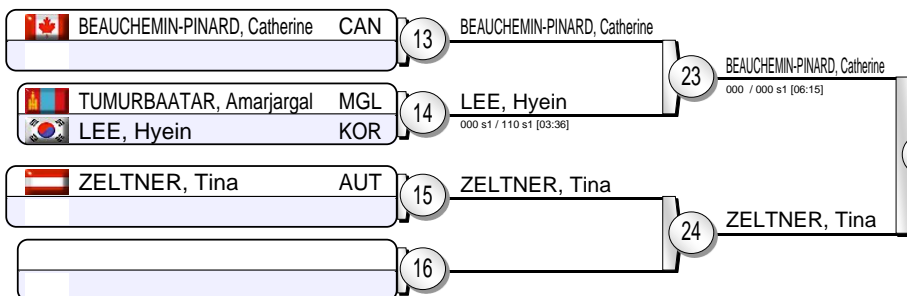 BEAUCHEMIN-PINARD, Catherine CAN
13
BEAUCHEMIN-PINARD, Catherine
23
BEAUCHEMIN-PINARD, Catherine
000 / 000 s1 [06:15]
TUMURBAATAR, Amarjargal MGL
LEE, Hyein KOR
14
LEE, Hyein
000 s1 / 110 s1 [03:36]
ZELTNER, Tina AUT
15
ZELTNER, Tina
24
ZELTNER, Tina
16